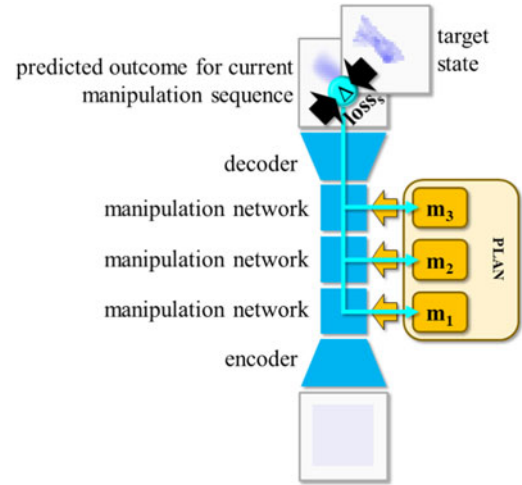 target
state
predicted outcome for current
manipulation sequence
Δ
losss
decoder
manipulation network
m3
manipulation network
m2
manipulation network
m1
PLAN
encoder